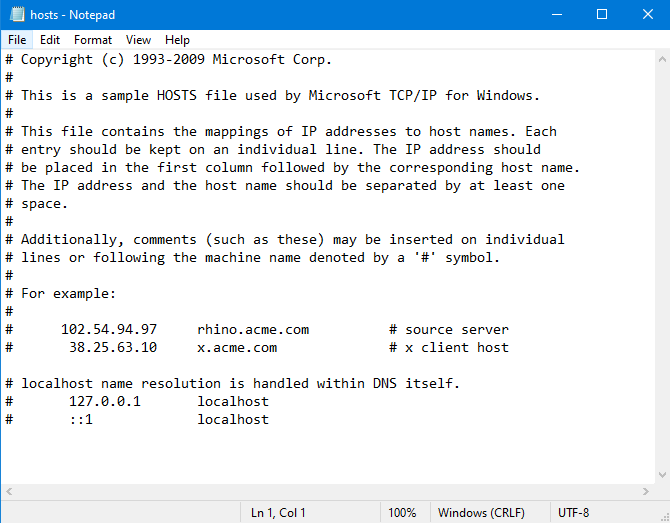 hosts - Notepad
File Edit Format View Help
# Copyright (c) 1993-2009 Microsoft Corp.
#
# This is a sample HOSTS file used by Microsoft TCP/IP for Windows.
#
# This file contains the mappings of IP addresses to host names. Each
# entry should be kept on an individual line. The IP address should
# be placed in the first column followed by the corresponding host name.
# The IP address and the host name should be separated by at least one
# space.
#
# Additionally, comments (such as these) may be inserted on individual
# lines or following the machine name denoted by a '#' symbol.
#
# For example:
#
#      102.54.94.97     rhino.acme.com          # source server
#       38.25.63.10     x.acme.com              # x client host

# localhost name resolution is handled within DNS itself.
#       127.0.0.1       localhost
#       ::1             localhost
Ln 1, Col 1 100% Windows (CRLF) UTF-8